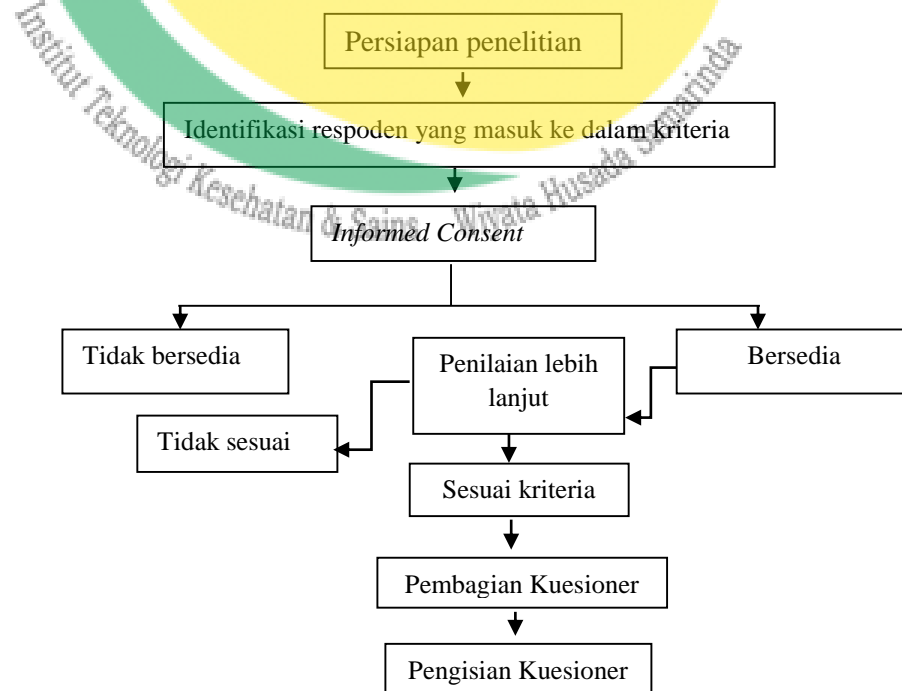 Persiapan penelitian
Identifikasi respoden yang masuk ke dalam kriteria
Institut Teknologi Kesehatan & Sains Wiyata Husada Samarinda
Informed Consent
Tidak bersedia
Penilaian lebih
lanjut
Bersedia
Tidak sesuai
Sesuai kriteria
Pembagian Kuesioner
Pengisian Kuesioner